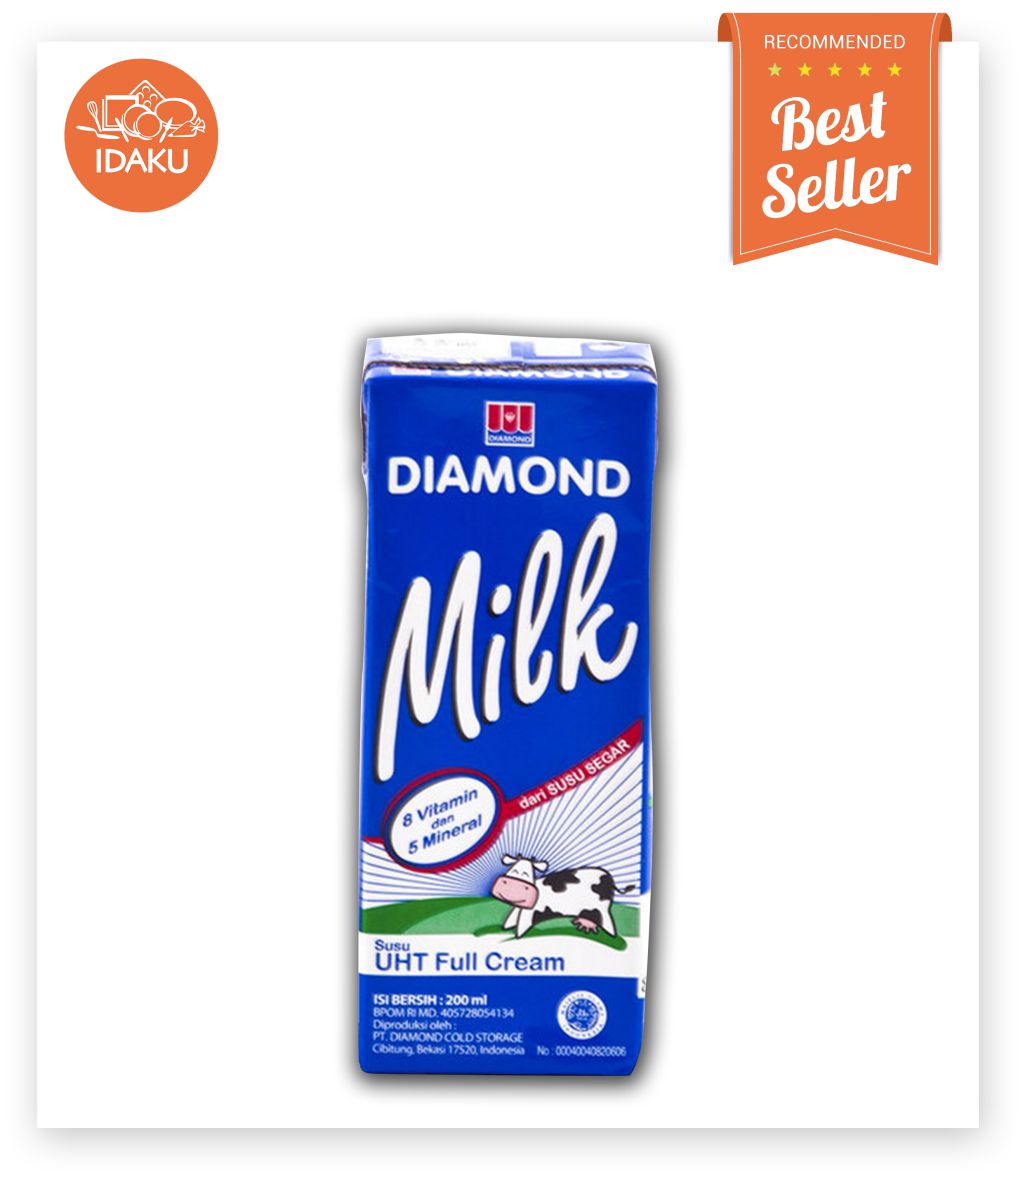 IDAKU
RECOMMENDED
Best
Seller
DIAMOND
DIAMOND
DIAMOND
Milk
dari SUSU SEGAR
8 Vitamin
dan
5 Mineral
Susu
UHT Full Cream
ISI BERSIH : 200 ml
BPOM RI MD. 405728054134
Diproduksi oleh :
PT. DIAMOND COLD STORAGE
Cibitung, Bekasi 17520, Indonesia
No : 00040040820606